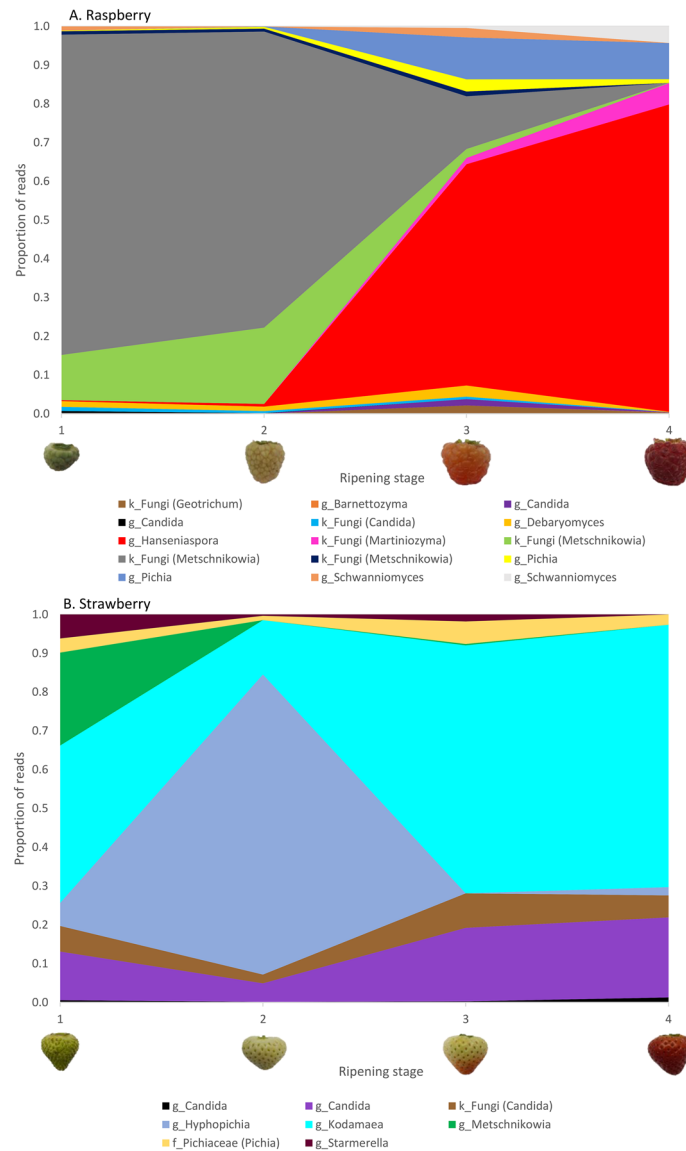 A. Raspberry
1.0
0.9
0.8
0.7
0.6
0.5
0.4
0.3
0.2
0.1
0.0
Proportion of reads
1 2 3 4
Ripening stage
k_Fungi (Geotrichum) g_Barnettozyma g_Candida
g_Candida k_Fungi (Candida) g_Debaryomyces
g_Hanseniaspora k_Fungi (Martiniozyma) k_Fungi (Metschnikowia)
k_Fungi (Metschnikowia) k_Fungi (Metschnikowia) g_Pichia
g_Pichia g_Schwanniomyces g_Schwanniomyces
B. Strawberry
1.0
0.9
0.8
0.7
0.6
0.5
0.4
0.3
0.2
0.1
0.0
Proportion of reads
1 2 3 4
Ripening stage
g_Candida g_Candida k_Fungi (Candida)
g_Hyphopichia g_Kodamaea g_Metschnikowia
f_Pichiaceae (Pichia) g_Starmerella